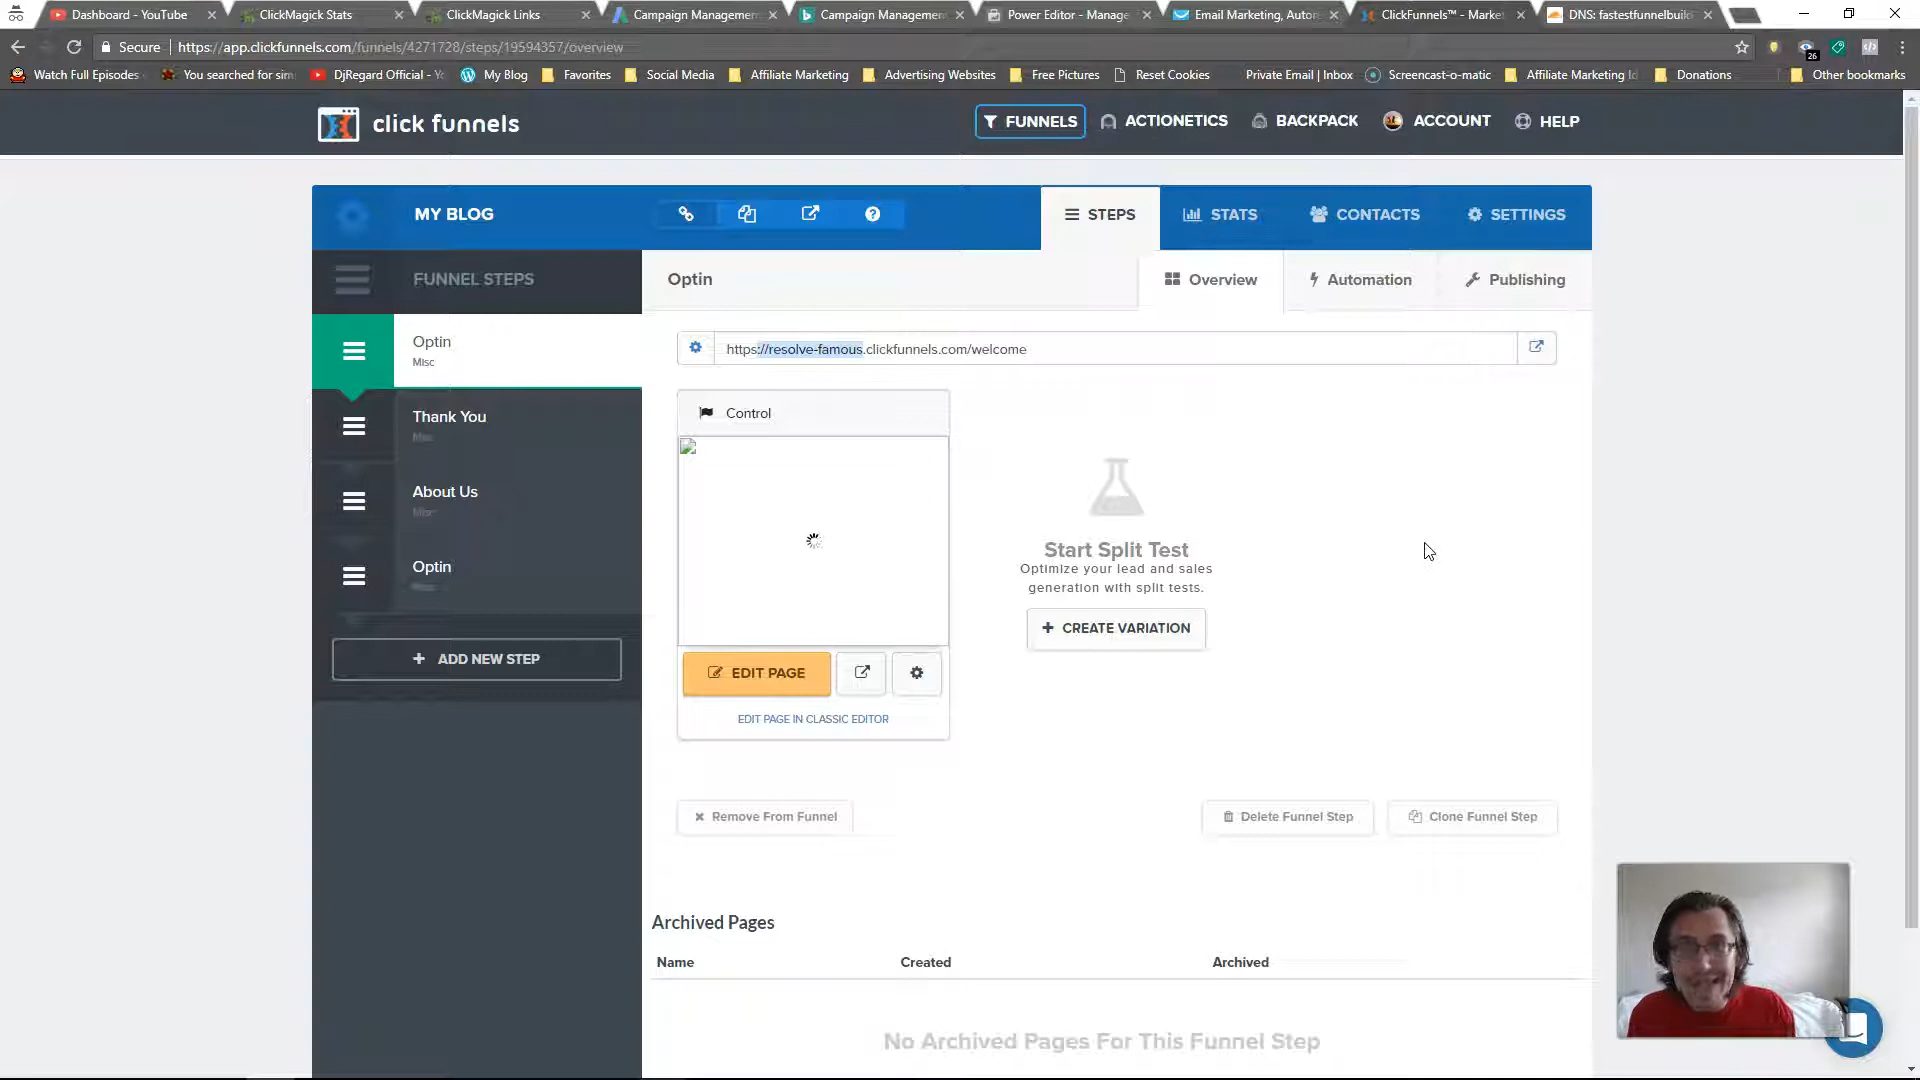 Dashboard - YouTube
ClickMagick Stats
ClickMagick Links
Campaign Management
Campaign Management
Power Editor - Manage
Email Marketing, Autor
ClickFunnels™ - Market
DNS: fastestfunnelbuild
Secure
https://app.clickfunnels.com/funnels/4271728/steps/19594357/overview
26
Watch Full Episodes
You searched for sim
DjRegard Official - Yo
My Blog
Favorites
Social Media
Affiliate Marketing
Advertising Websites
Free Pictures
Reset Cookies
Private Email | Inbox
Screencast-o-matic
Affiliate Marketing Id
Donations
Other bookmarks
click funnels
FUNNELS
ACTIONETICS
BACKPACK
ACCOUNT
HELP
MY BLOG
STEPS
STATS
CONTACTS
SETTINGS
FUNNEL STEPS
Optin
Overview
Automation
Publishing
Optin
Misc
https://resolve-famous.clickfunnels.com/welcome
Control
Thank You
Misc
About Us
Misc
Optin
Start Split Test
Optimize your lead and sales
generation with split tests.
+ CREATE VARIATION
+ ADD NEW STEP
EDIT PAGE
EDIT PAGE IN CLASSIC EDITOR
Remove From Funnel
Delete Funnel Step
Clone Funnel Step
Archived Pages
Name
Created
Archived
No Archived Pages For This Funnel Step